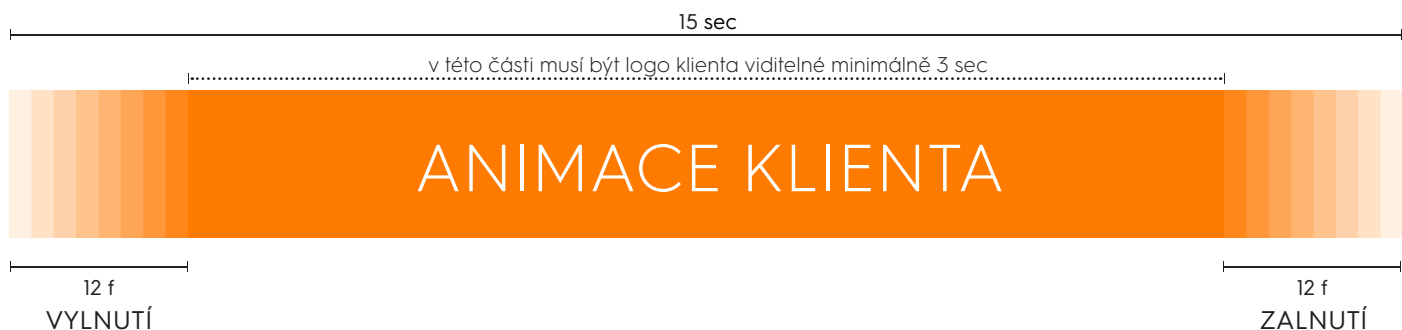 15 sec
v této části musí být logo klienta viditelné minimálně 3 sec
ANIMACE KLIENTA
12 f
VYLNUTÍ
12 f
ZALNUTÍ